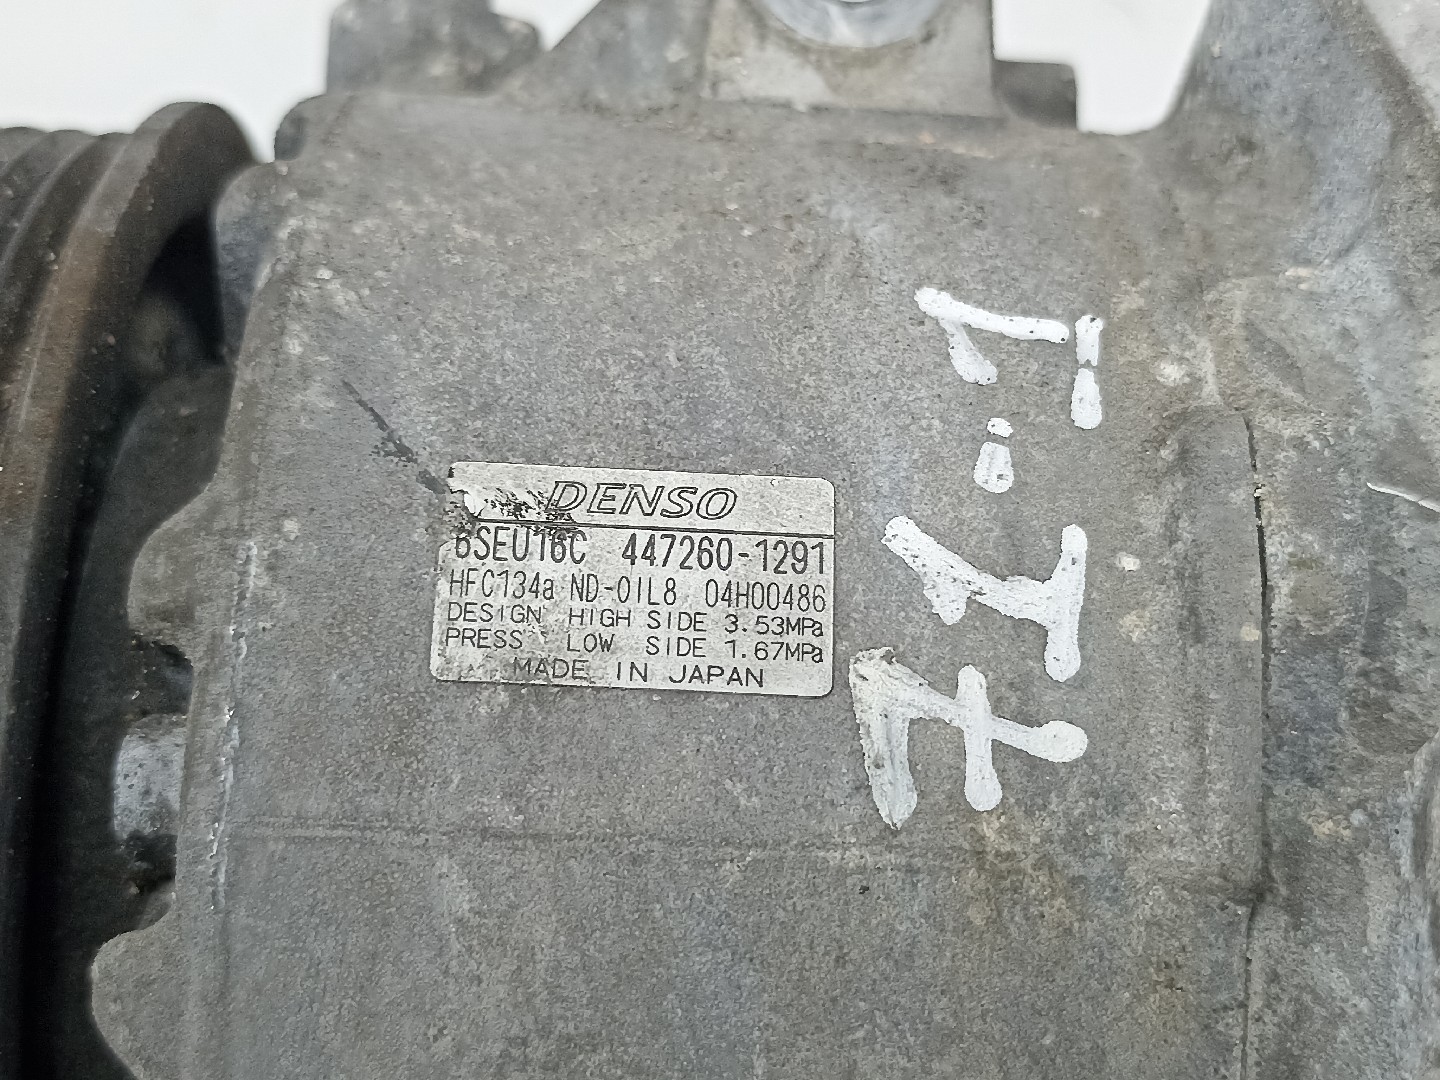 DENSO
6SEU16C 447260-1291
HFC134a ND-OIL8 04H00486
DESIGN HIGH SIDE 3.53MPa
PRESS LOW SIDE 1.67MPa
MADE IN JAPAN